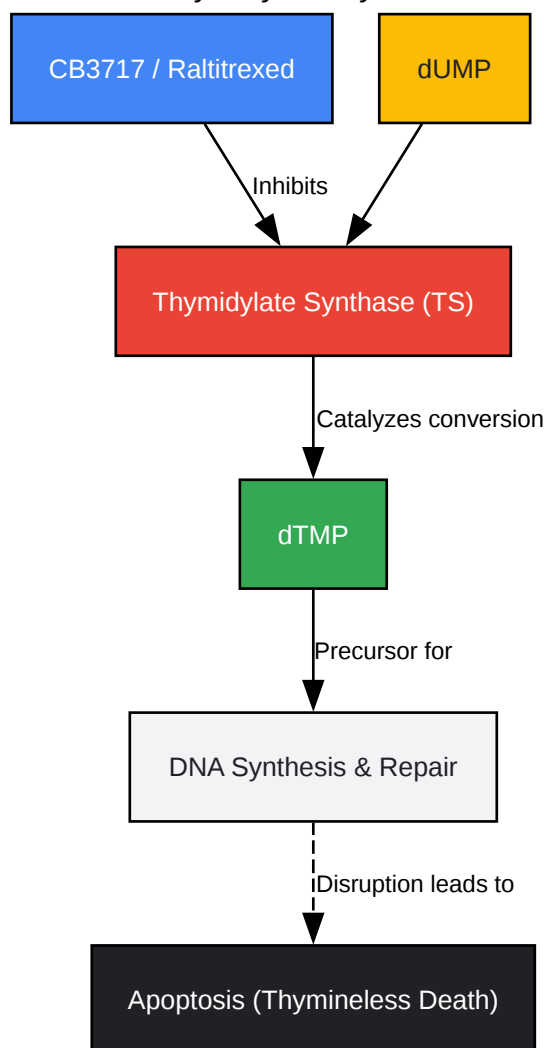 CB3717 / Raltitrexed
dUMP
Inhibits
Thymidylate Synthase (TS)
Catalyzes conversion
dTMP
Precursor for
DNA Synthesis & Repair
Disruption leads to
Apoptosis (Thymineless Death)